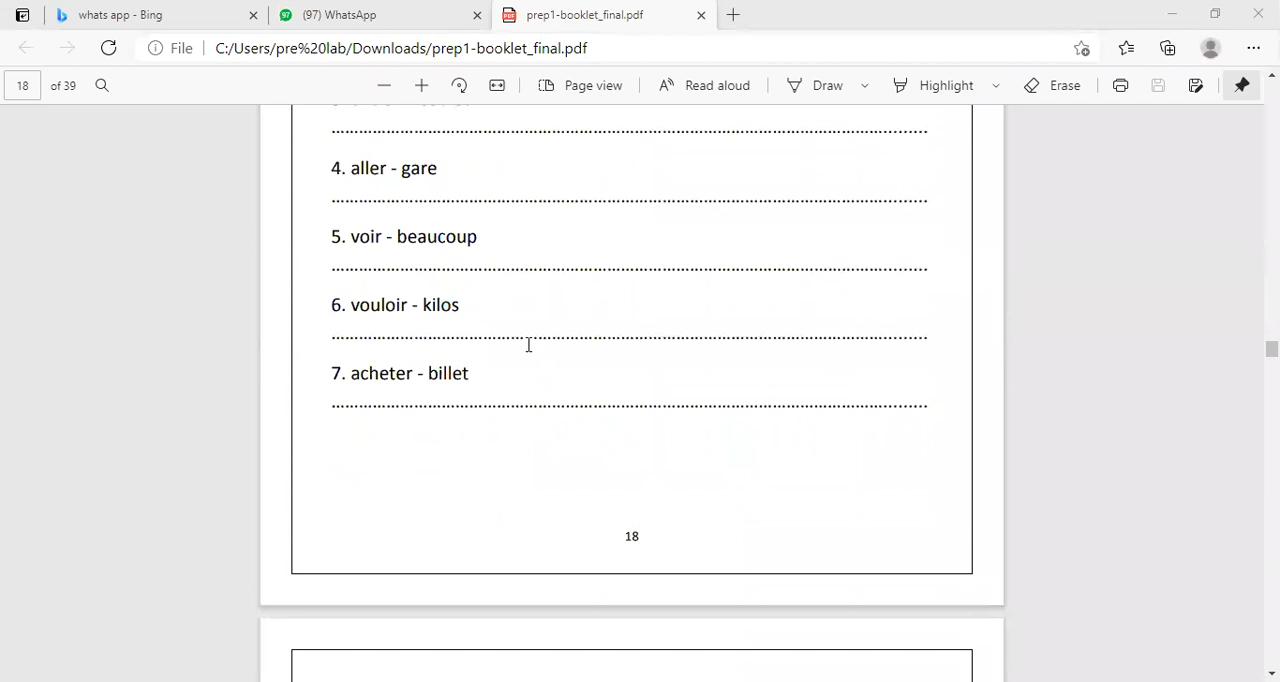 whats app - Bing
(97) WhatsApp
prep1-booklet_final.pdf
File
C:/Users/pre%20lab/Downloads/prep1-booklet_final.pdf
18
of 39
Page view
Read aloud
Draw
Highlight
Erase
................................................................................................
4. aller - gare
................................................................................................
5. voir - beaucoup
................................................................................................
6. vouloir - kilos
................................................................................................
7. acheter - billet
................................................................................................
18